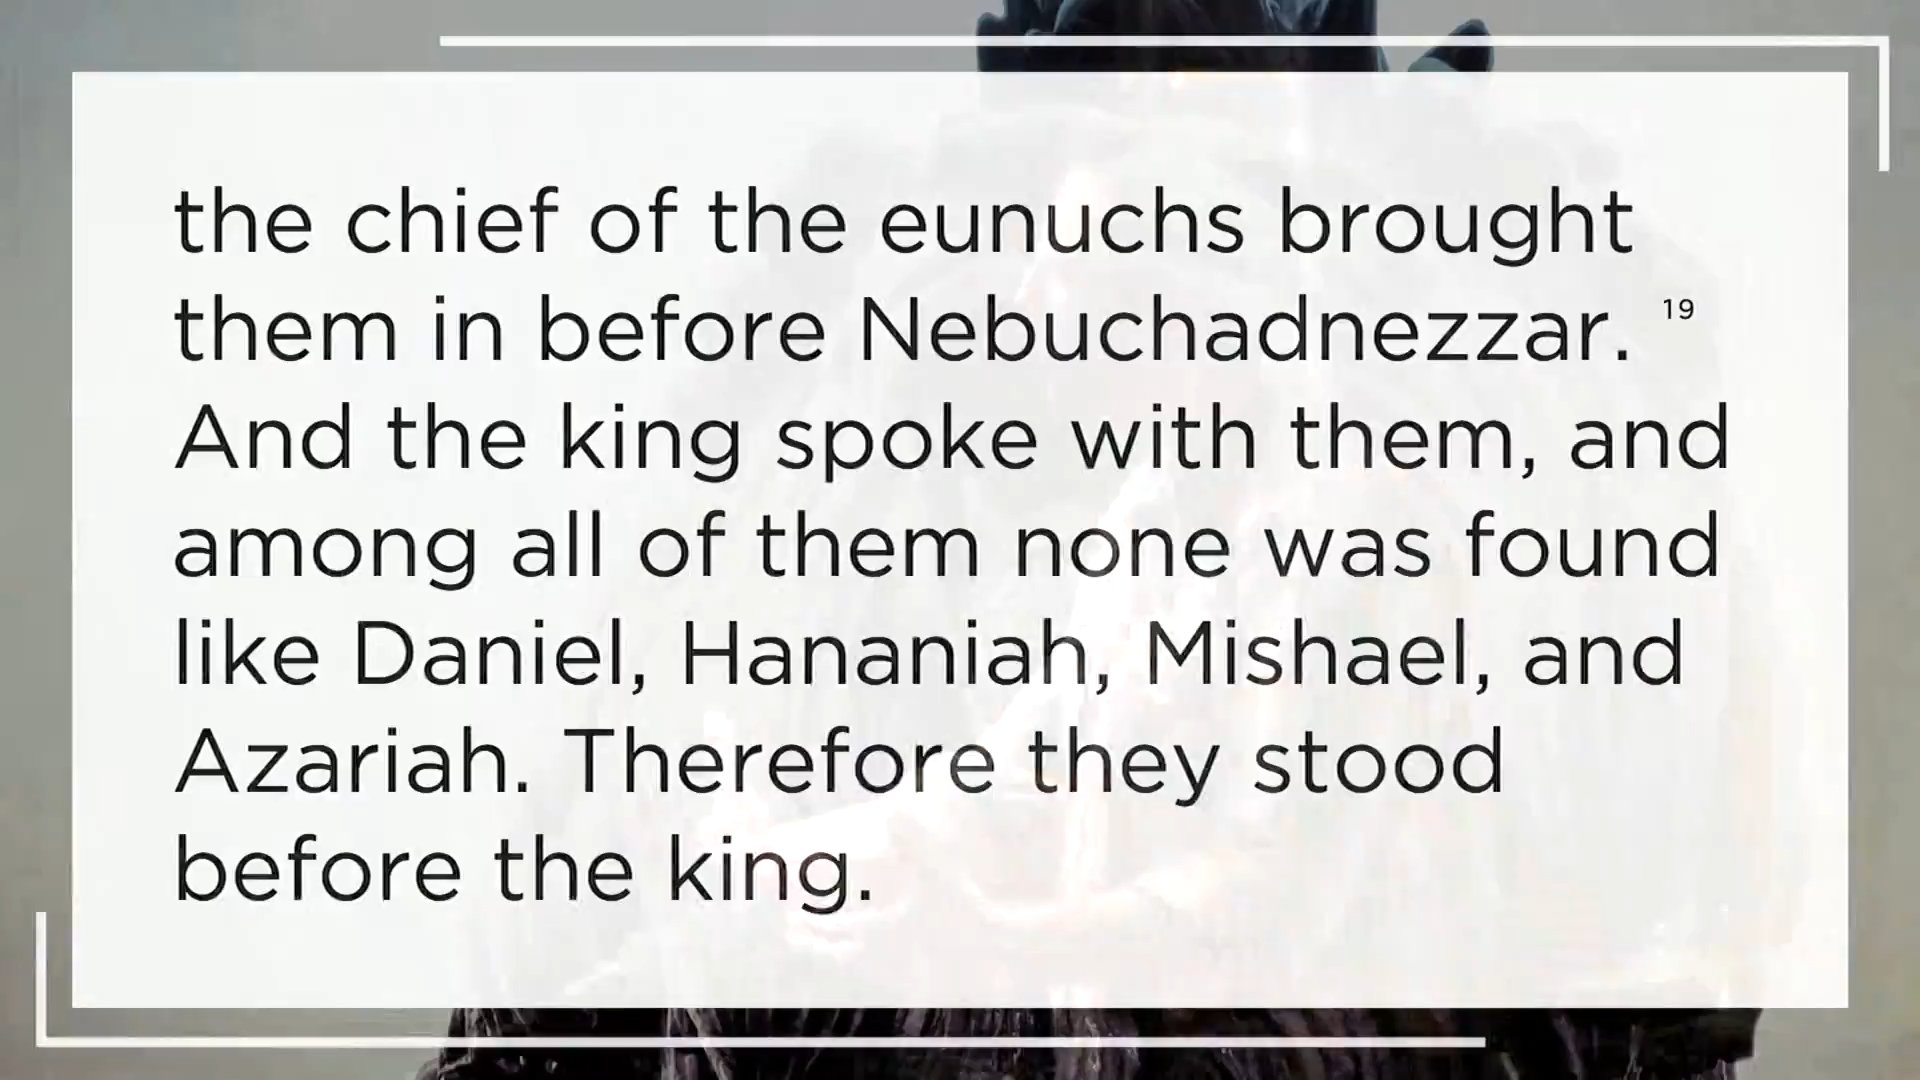 the chief of the eunuchs brought
them in before Nebuchadnezzar. 19
And the king spoke with them, and
among all of them none was found
like Daniel, Hananiah, Mishael, and
Azariah. Therefore they stood
before the king.